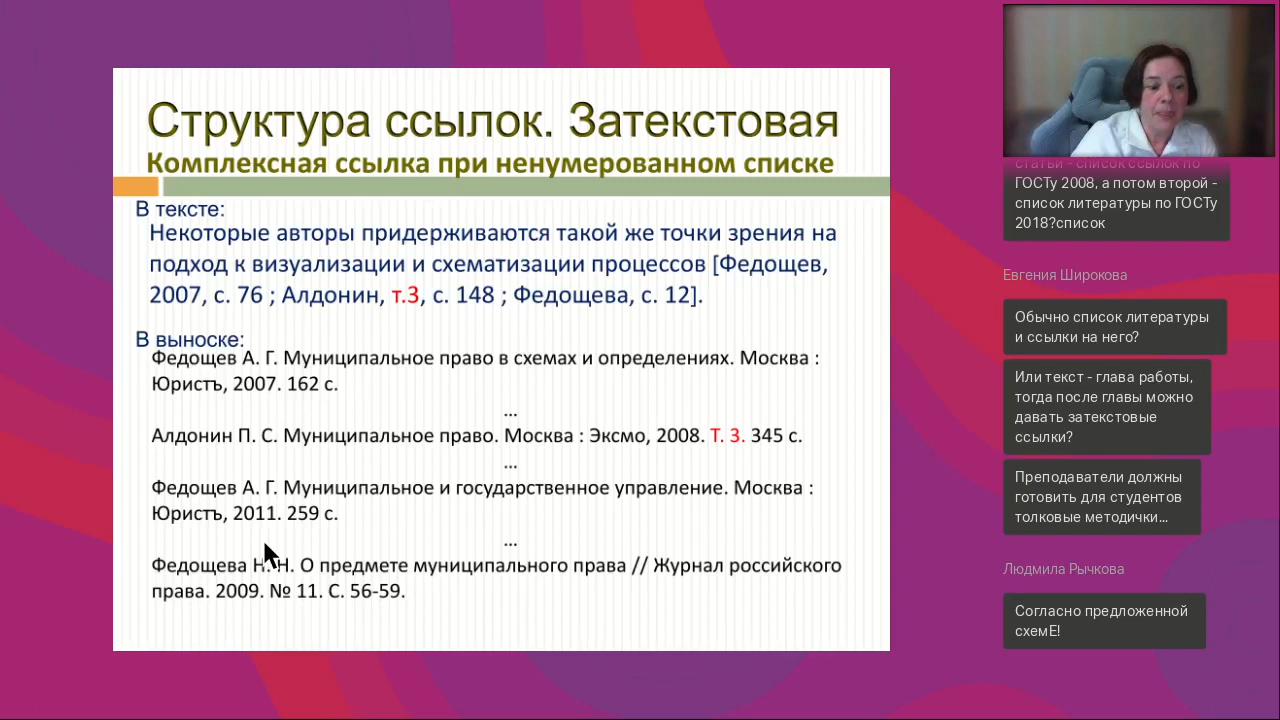 Структура ссылок. Затекстовая
Комплексная ссылка при ненумерованном списке
В тексте:
Некоторые авторы придерживаются такой же точки зрения на
подход к визуализации и схематизации процессов [Федощев,
2007, с. 76 ; Алдонин, т.3, с. 148 ; Федощева, с. 12].
В выноске:
Федощев А. Г. Муниципальное право в схемах и определениях. Москва :
Юристъ, 2007. 162 с.
...
Алдонин П. С. Муниципальное право. Москва : Эксмо, 2008. Т. 3. 345 с.
...
Федощев А. Г. Муниципальное и государственное управление. Москва :
Юристъ, 2011. 259 с.
...
Федощева Н. Н. О предмете муниципального права // Журнал российского
права. 2009. № 11. С. 56-59.
статьи - список ссылок по
ГОСТу 2008, а потом второй -
список литературы по ГОСТу
2018?список
Евгения Широкова
Обычно список литературы
и ссылки на него?
Или текст - глава работы,
тогда после главы можно
давать затекстовые
ссылки?
Преподаватели должны
готовить для студентов
толковые методички...
Людмила Рычкова
Согласно предложенной
схемЕ!